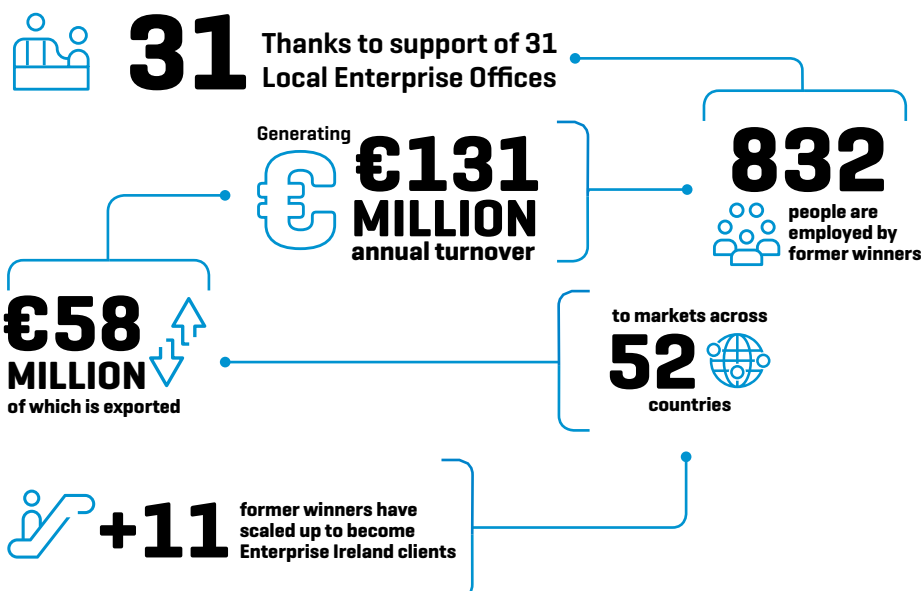 31
Thanks to support of 31
Local Enterprise Offices
832
people are
employed by
former winners
Generating
€131
MILLION
annual turnover
€58
MILLION
of which is exported
to markets across
52
countries
+11
former winners have
scaled up to become
Enterprise Ireland clients